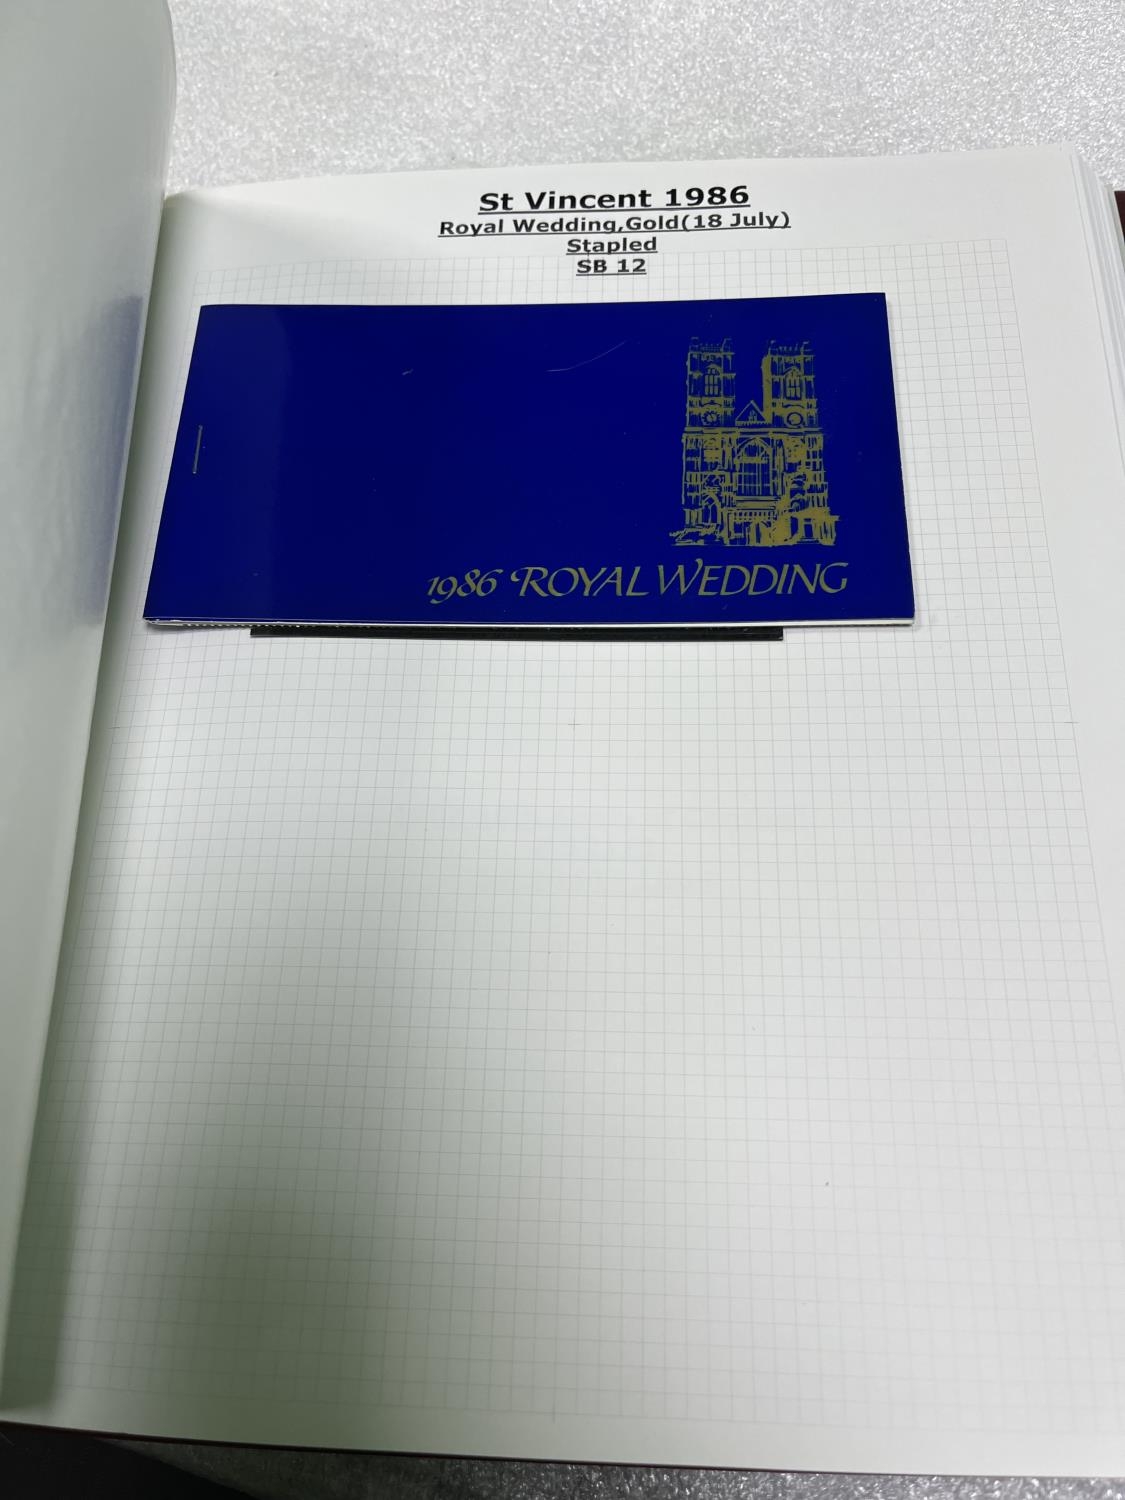 St Vincent 1986
Royal Wedding,Gold(18 July)
Stapled
SB 12
1986 ROYAL WEDDING